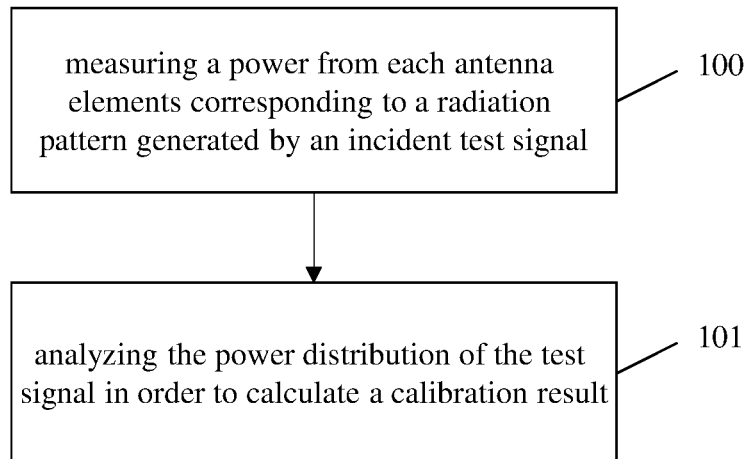 measuring a power from each antenna
elements corresponding to a radiation
pattern generated by an incident test signal
100
analyzing the power distribution of the test
signal in order to calculate a calibration result
101